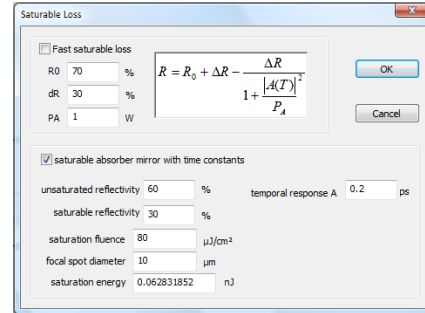 Saturable Loss
Fast saturable loss
R0 70 %
dR 30 %
PA 1 W
R = R₀ + ΔR − ΔR / (1 + |A(T)|² / P_A)
OK
Cancel
saturable absorber mirror with time constants
unsaturated reflectivity 60 %
temporal response A 0.2 ps
saturable reflectivity 30 %
saturation fluence 80 µJ/cm²
focal spot diameter 10 µm
saturation energy 0.062831852 nJ